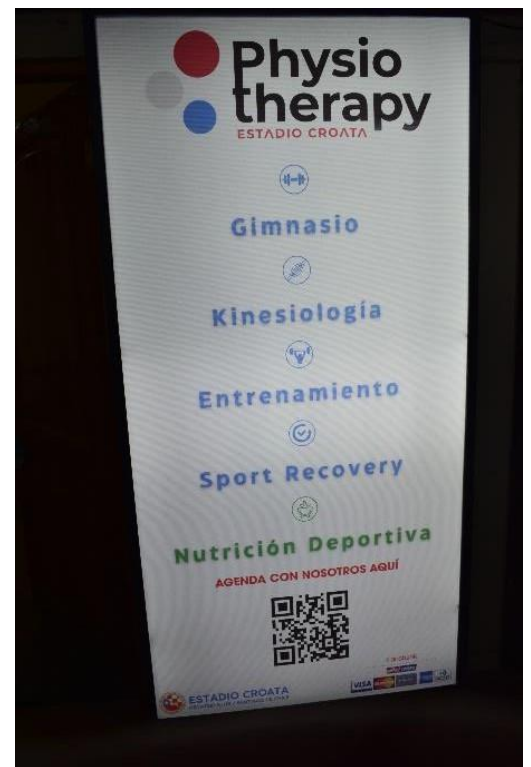 Physio
therapy
ESTADIO CROATA
Gimnasio
Kinesiología
Entrenamiento
Sport Recovery
Nutrición Deportiva
AGENDA CON NOSOTROS AQUÍ
ESTADIO CROATA
VISA